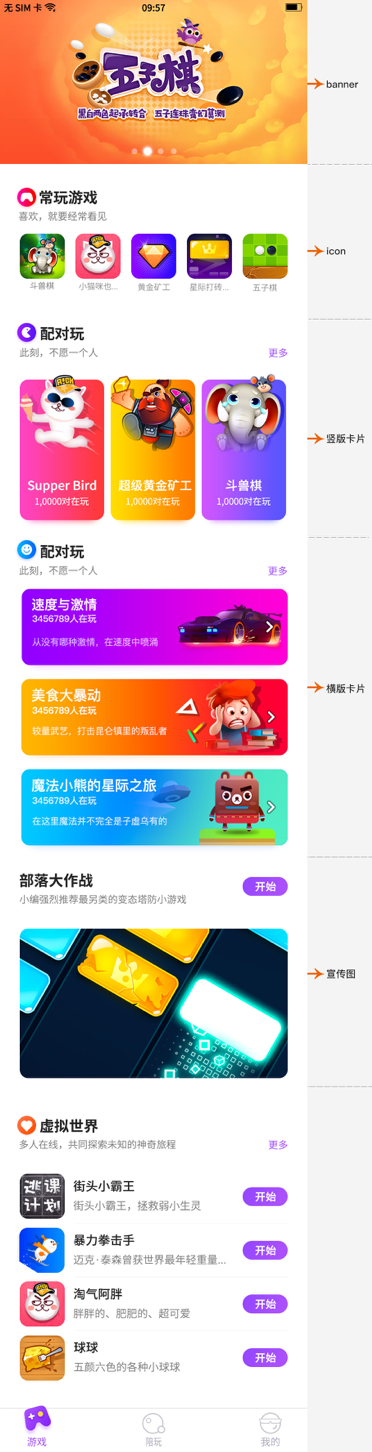 无 SIM 卡
09:57
五子棋
黑白两色起承转合 五子连珠奇幻莫测
banner
常玩游戏
喜欢，就要经常看见
icon
斗兽棋
小猫咪也...
黄金矿工
星际打砖...
五子棋
配对玩
此刻，不愿一个人
更多
竖版卡片
RICH
Supper Bird
1,0000对在玩
超级黄金矿工
1,0000对在玩
斗兽棋
1,0000对在玩
配对玩
此刻，不愿一个人
更多
速度与激情
3456789人在玩
从没有哪种激情，在速度中喷涌
横版卡片
美食大暴动
3456789人在玩
较量武艺，打击昆仑镇里的叛乱者
魔法小熊的星际之旅
3456789人在玩
在这里魔法并不完全是子虚乌有的
部落大作战
小编强烈推荐最另类的变态塔防小游戏
开始
宣传图
虚拟世界
多人在线，共同探索未知的神奇旅程
更多
逃课
计划
街头小霸王
街头小霸王，拯救弱小生灵
开始
暴力拳击手
迈克·泰森曾获世界最年轻重量...
开始
淘气阿胖
胖胖的、肥肥的、超可爱
开始
球球
五颜六色的各种小球球
开始
游戏
陪玩
我的